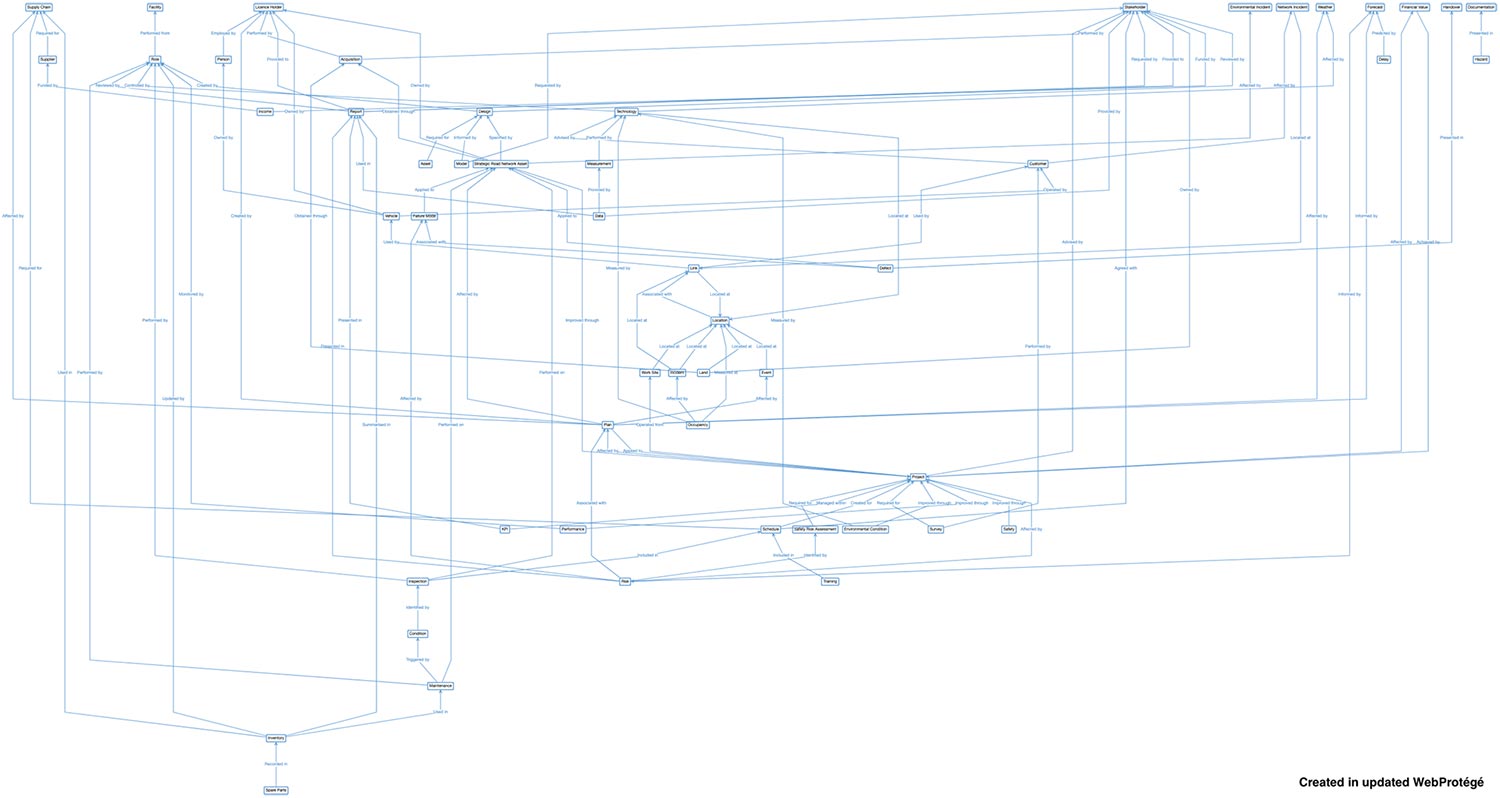 Supply Chain
Facility
Licence Holder
Stakeholder
Environmental Incident
Network Incident
Weather
Forecast
Financial Value
Handover
Documentation
Required for
Performed from
Employed by
Performed by
Performed by
Predicted by
Presented in
Supplier
Role
Person
Acquisition
Provided to
Requested by
Provided to
Funded by
Reviewed by
Affected by
Delay
Hazard
Funded by
Reviewed by
Controlled by
Created by
Owned by
Requested by
Affected by
Affected by
Income
Owned by
Report
Obtained through
Design
Technology
Provided by
Owned by
Used in
Required for
Informed by
Specified by
Advised by
Performed by
Located at
Presented in
Asset
Model
Strategic Road Network Asset
Measurement
Customer
Applied to
Provided by
Operated by
Owned by
Affected by
Created by
Obtained through
Vehicle
Failure Mode
Applied to
Data
Located at
Used by
Affected by
Informed by
Used by
Associated with
Advised by
Affected by
Achieved by
Required for
Measured by
Link
Defect
Agreed with
Monitored by
Affected by
Associated with
Located at
Informed by
Performed by
Presented in
Improved through
Located at
Location
Measured by
Presented in
Located at
Located at
Located at
Located at
Performed by
Used in
Performed by
Performed on
Work Site
Incident
Land
Measured at
Event
Updated by
Affected by
Affected by
Affected by
Summarised in
Performed on
Plan
Operated from
Occupancy
Affected by
Applied to
Project
Associated with
Required for
Managed within
Created for
Required for
Improved through
Improved through
Improved through
KPI
Performance
Schedule
Safety Risk Assessment
Environmental Condition
Survey
Safety
Affected by
Included in
Included in
Identified by
Inspection
Risk
Training
Identified by
Condition
Triggered by
Maintenance
Used in
Inventory
Recorded in
Spare Parts
Created in updated WebProtégé